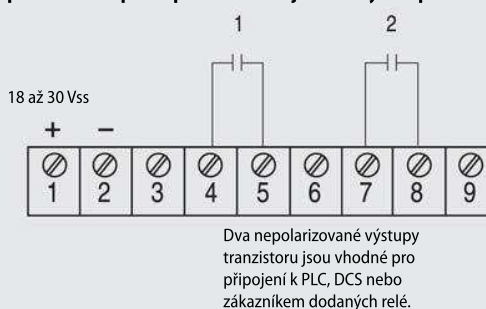 1 2
18 až 30 Vss
+ −
1 2 3 4 5 6 7 8 9
Dva nepolarizované výstupy
tranzistoru jsou vhodné pro
připojení k PLC, DCS nebo
zákazníkem dodaných relé.